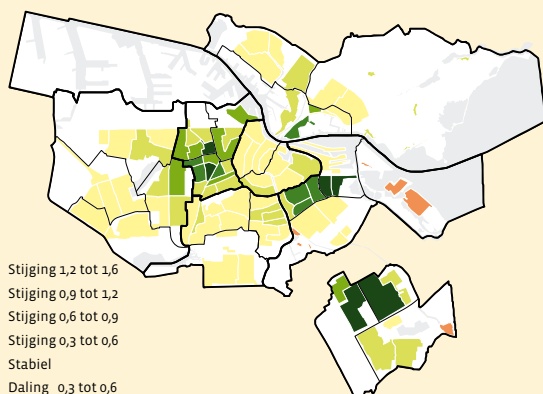 Stijging 1,2 tot 1,6
Stijging 0,9 tot 1,2
Stijging 0,6 tot 0,9
Stijging 0,3 tot 0,6
Stabiel
Daling 0,3 tot 0,6